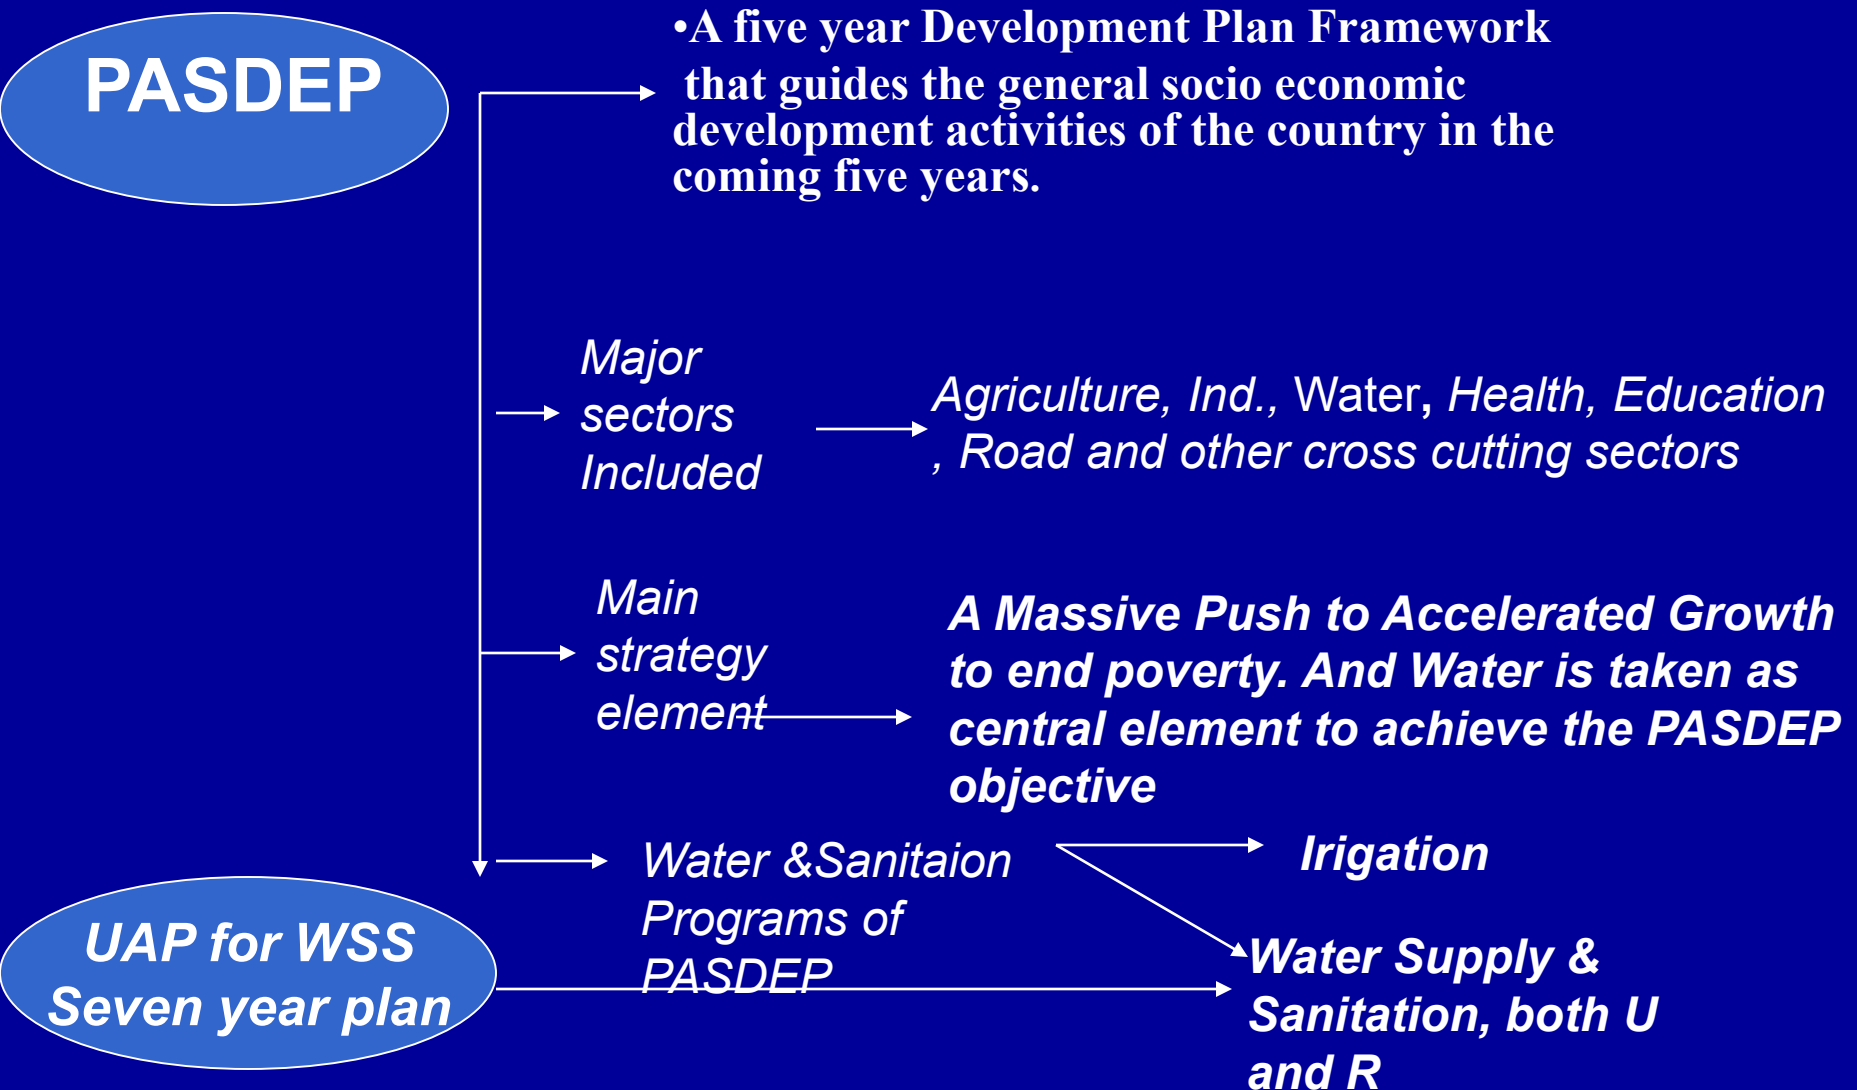 PASDEP
•A five year Development Plan Framework
that guides the general socio economic
development activities of the country in the
coming five years.
Major
sectors
Included
Agriculture, Ind., Water, Health, Education
, Road and other cross cutting sectors
Main
strategy
element
A Massive Push to Accelerated Growth
to end poverty. And Water is taken as
central element to achieve the PASDEP
objective
Water &Sanitaion
Programs of
PASDEP
Irigation
UAP for WSS
Seven year plan
Water Supply &
Sanitation, both U
and R